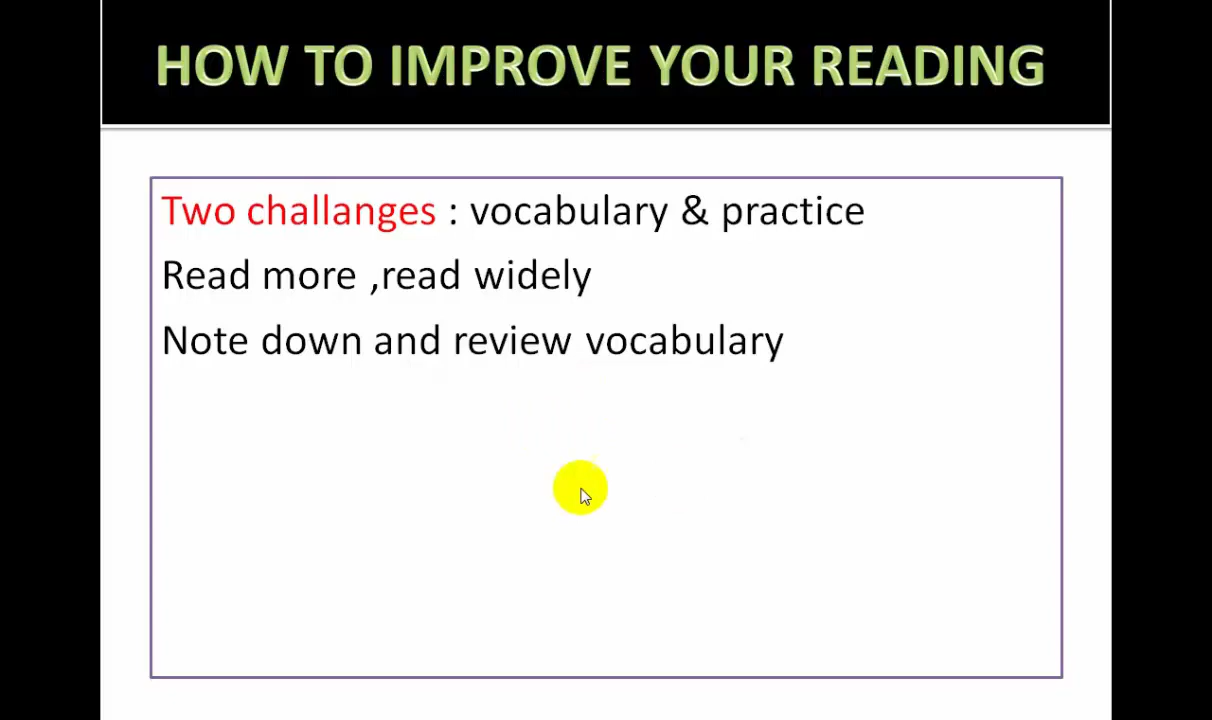 HOW TO IMPROVE YOUR READING
Two challanges : vocabulary & practice
Read more ,read widely
Note down and review vocabulary